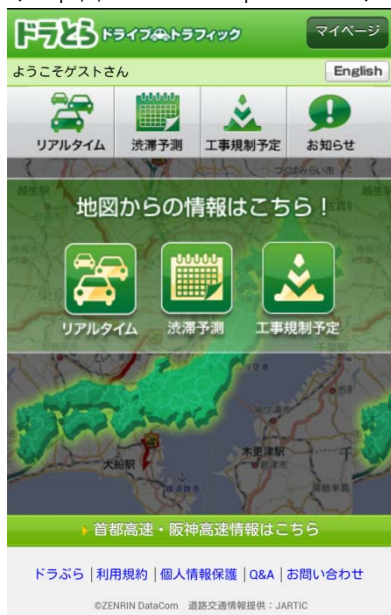 ドラとら ドライブトラフィック
マイページ
ようこそゲストさん
English
リアルタイム 渋滞予測 工事規制予定 お知らせ
地図からの情報はこちら！
リアルタイム 渋滞予測 工事規制予定
大船駅
木更津駅
君津市
首都高速・阪神高速情報はこちら
ドラぷら |利用規約 |個人情報保護 |Q&A |お問い合わせ
©ZENRIN DataCom 道路交通情報提供：JARTIC